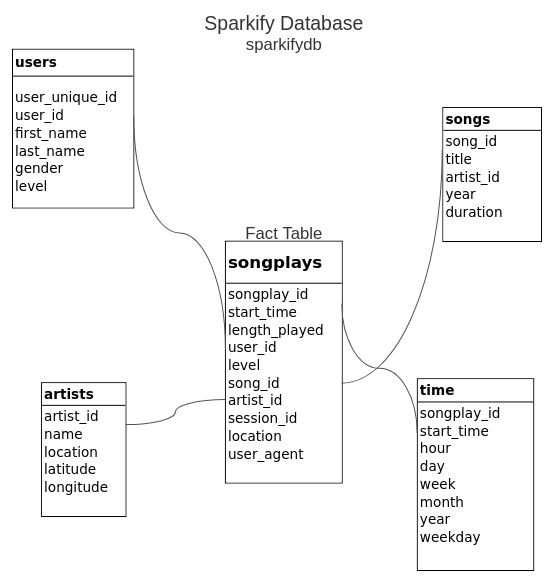 Sparkify Database
sparkifydb
users
user_unique_id
user_id
first_name
last_name
gender
level
songs
song_id
title
artist_id
year
duration
Fact Table
songplays
songplay_id
start_time
length_played
user_id
level
song_id
artist_id
session_id
location
user_agent
artists
artist_id
name
location
latitude
longitude
time
songplay_id
start_time
hour
day
week
month
year
weekday